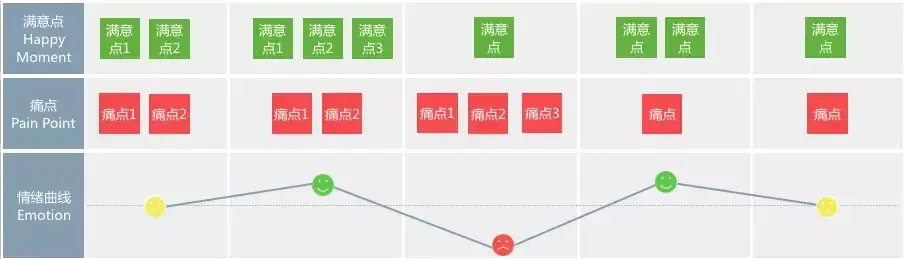 满意点
Happy
Moment
满意
点1
满意
点2
满意
点1
满意
点2
满意
点3
满意
点
满意
点
满意
点
满意
点
痛点
Pain Point
痛点1
痛点2
痛点1
痛点2
痛点1
痛点2
痛点3
痛点
痛点
情绪曲线
Emotion